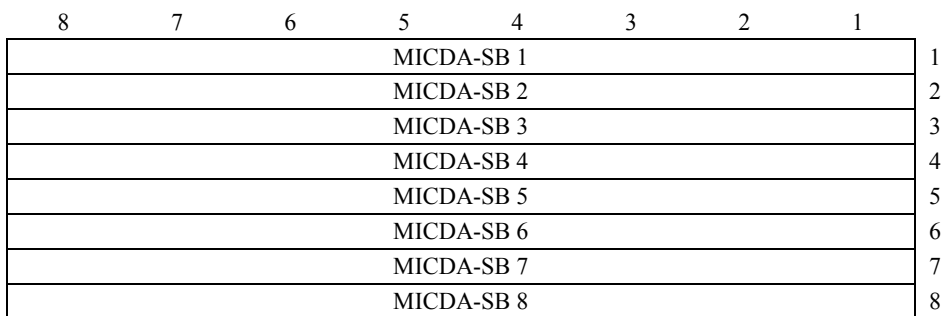 8 7 6 5 4 3 2 1
MICDA-SB 1 1
MICDA-SB 2 2
MICDA-SB 3 3
MICDA-SB 4 4
MICDA-SB 5 5
MICDA-SB 6 6
MICDA-SB 7 7
MICDA-SB 8 8